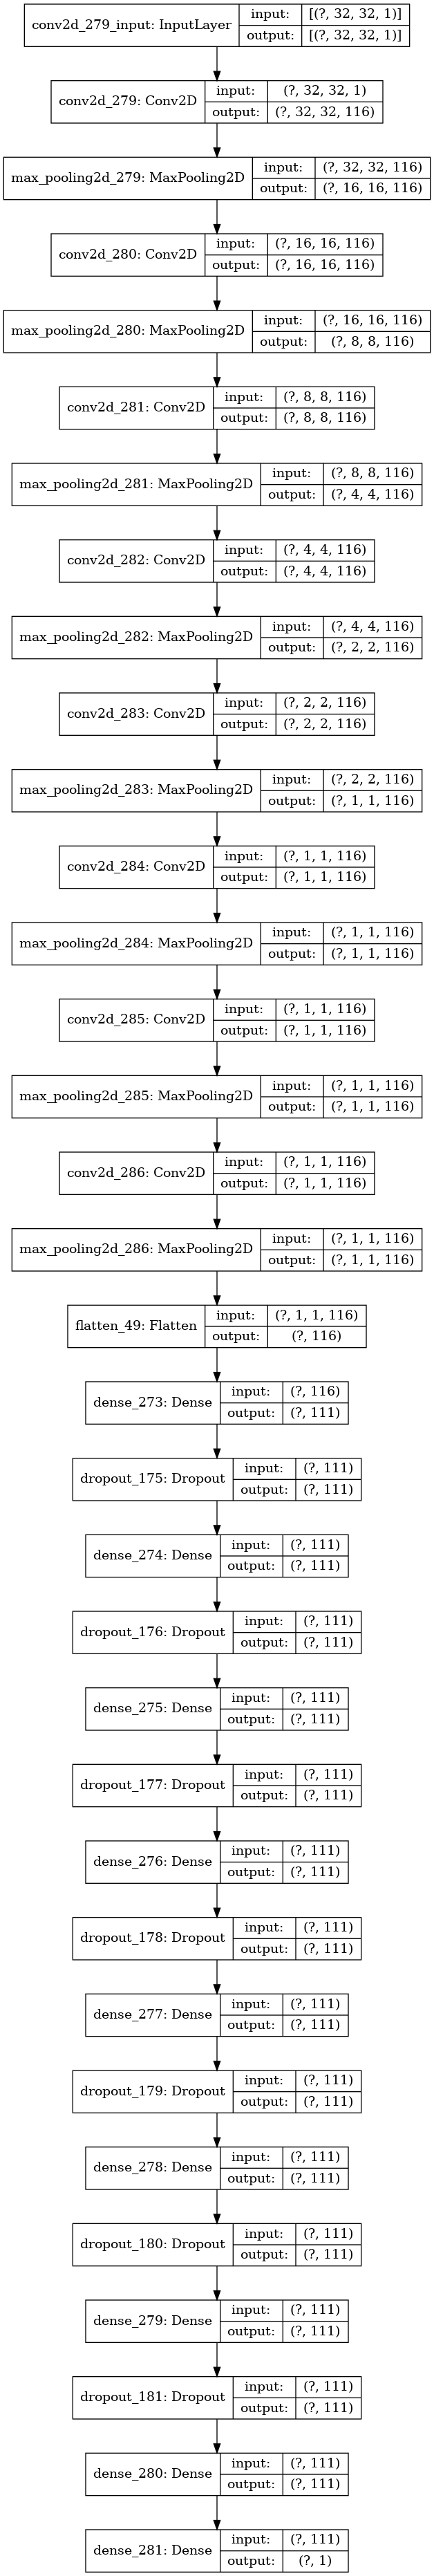 conv2d_279_input: InputLayer
input: [(?, 32, 32, 1)]
output: [(?, 32, 32, 1)]
conv2d_279: Conv2D
input: (?, 32, 32, 1)
output: (?, 32, 32, 116)
max_pooling2d_279: MaxPooling2D
input: (?, 32, 32, 116)
output: (?, 16, 16, 116)
conv2d_280: Conv2D
input: (?, 16, 16, 116)
output: (?, 16, 16, 116)
max_pooling2d_280: MaxPooling2D
input: (?, 16, 16, 116)
output: (?, 8, 8, 116)
conv2d_281: Conv2D
input: (?, 8, 8, 116)
output: (?, 8, 8, 116)
max_pooling2d_281: MaxPooling2D
input: (?, 8, 8, 116)
output: (?, 4, 4, 116)
conv2d_282: Conv2D
input: (?, 4, 4, 116)
output: (?, 4, 4, 116)
max_pooling2d_282: MaxPooling2D
input: (?, 4, 4, 116)
output: (?, 2, 2, 116)
conv2d_283: Conv2D
input: (?, 2, 2, 116)
output: (?, 2, 2, 116)
max_pooling2d_283: MaxPooling2D
input: (?, 2, 2, 116)
output: (?, 1, 1, 116)
conv2d_284: Conv2D
input: (?, 1, 1, 116)
output: (?, 1, 1, 116)
max_pooling2d_284: MaxPooling2D
input: (?, 1, 1, 116)
output: (?, 1, 1, 116)
conv2d_285: Conv2D
input: (?, 1, 1, 116)
output: (?, 1, 1, 116)
max_pooling2d_285: MaxPooling2D
input: (?, 1, 1, 116)
output: (?, 1, 1, 116)
conv2d_286: Conv2D
input: (?, 1, 1, 116)
output: (?, 1, 1, 116)
max_pooling2d_286: MaxPooling2D
input: (?, 1, 1, 116)
output: (?, 1, 1, 116)
flatten_49: Flatten
input: (?, 1, 1, 116)
output: (?, 116)
dense_273: Dense
input: (?, 116)
output: (?, 111)
dropout_175: Dropout
input: (?, 111)
output: (?, 111)
dense_274: Dense
input: (?, 111)
output: (?, 111)
dropout_176: Dropout
input: (?, 111)
output: (?, 111)
dense_275: Dense
input: (?, 111)
output: (?, 111)
dropout_177: Dropout
input: (?, 111)
output: (?, 111)
dense_276: Dense
input: (?, 111)
output: (?, 111)
dropout_178: Dropout
input: (?, 111)
output: (?, 111)
dense_277: Dense
input: (?, 111)
output: (?, 111)
dropout_179: Dropout
input: (?, 111)
output: (?, 111)
dense_278: Dense
input: (?, 111)
output: (?, 111)
dropout_180: Dropout
input: (?, 111)
output: (?, 111)
dense_279: Dense
input: (?, 111)
output: (?, 111)
dropout_181: Dropout
input: (?, 111)
output: (?, 111)
dense_280: Dense
input: (?, 111)
output: (?, 111)
dense_281: Dense
input: (?, 111)
output: (?, 1)